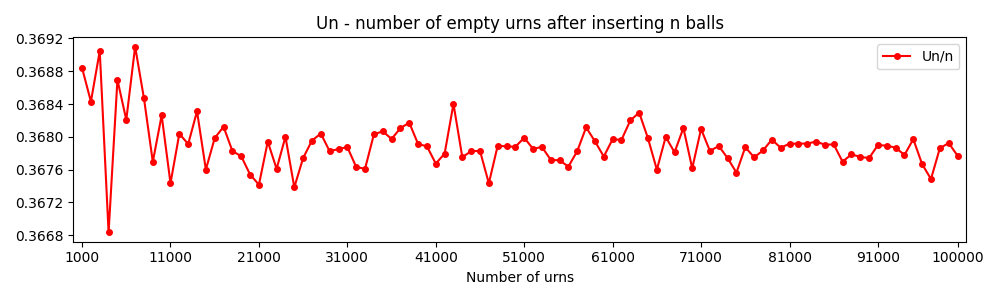 Un - number of empty urns after inserting n balls
0.3692
0.3688
0.3684
0.3680
0.3676
0.3672
0.3668
Un/n
1000 11000 21000 31000 41000 51000 61000 71000 81000 91000 100000
Number of urns